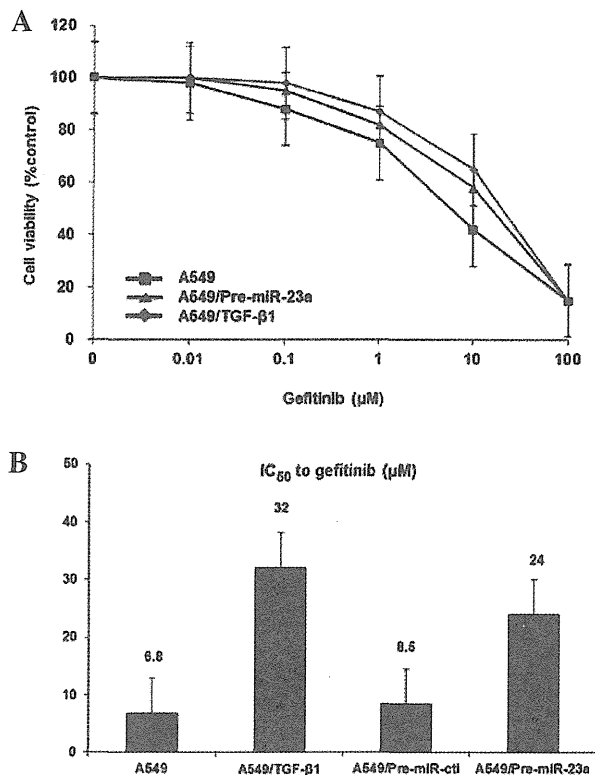 A
120
100
80
60
40
20
0
Cell viability (%control)
A549
A549/Pre-miR-23a
A549/TGF-β1
0 0.01 0.1 1 10 100
Gefitinib (μM)
B
IC50 to gefitinib (μM)
50
40
30
20
10
0
6.8
32
8.5
24
A549 A549/TGF-β1 A549/Pre-miR-ctl A549/Pre-miR-23a